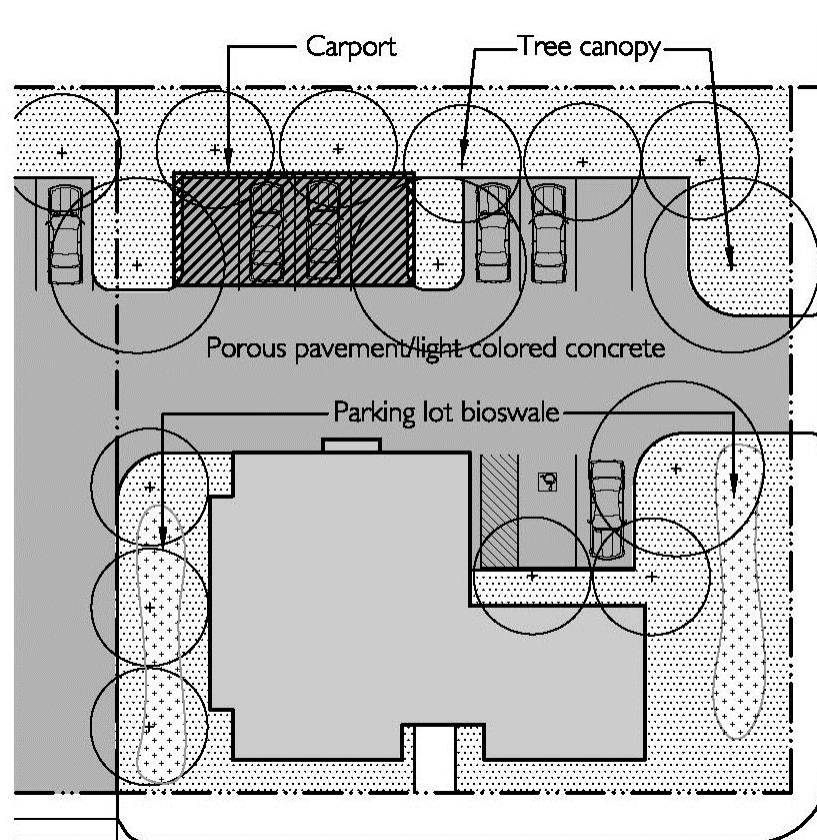 Carport
Tree canopy
Porous pavement/light colored concrete
Parking lot bioswale